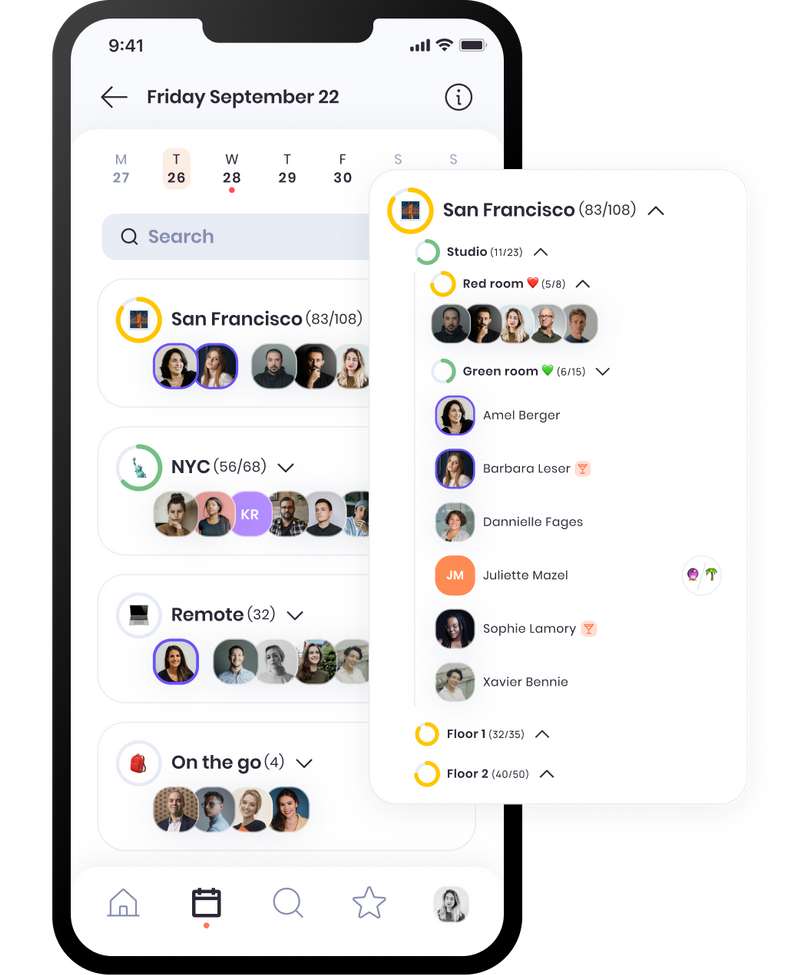 9:41
Friday September 22
M T W T F S S
27 26 28 29 30
Search
San Francisco (83/108)
NYC (56/68)
KR
Remote (32)
On the go (4)
San Francisco (83/108)
Studio (11/23)
Red room ❤️ (5/8)
Green room 💚 (6/15)
Amel Berger
Barbara Leser
Dannielle Fages
JM Juliette Mazel
Sophie Lamory
Xavier Bennie
Floor 1 (32/35)
Floor 2 (40/50)